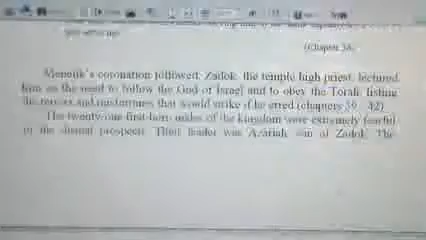 (Chapter 38
Menelik's coronation followed. Zadok, the temple high priest, lectured
him on the need to follow the God of Israel and to obey the Torah, listing
the terrors and misfortunes that would strike if he erred (chapters 39 42)
The twenty-one first-born males of the kingdom were extremely fearful
of the dismal prospects. Their leader was Azariah, son of Zadok. The